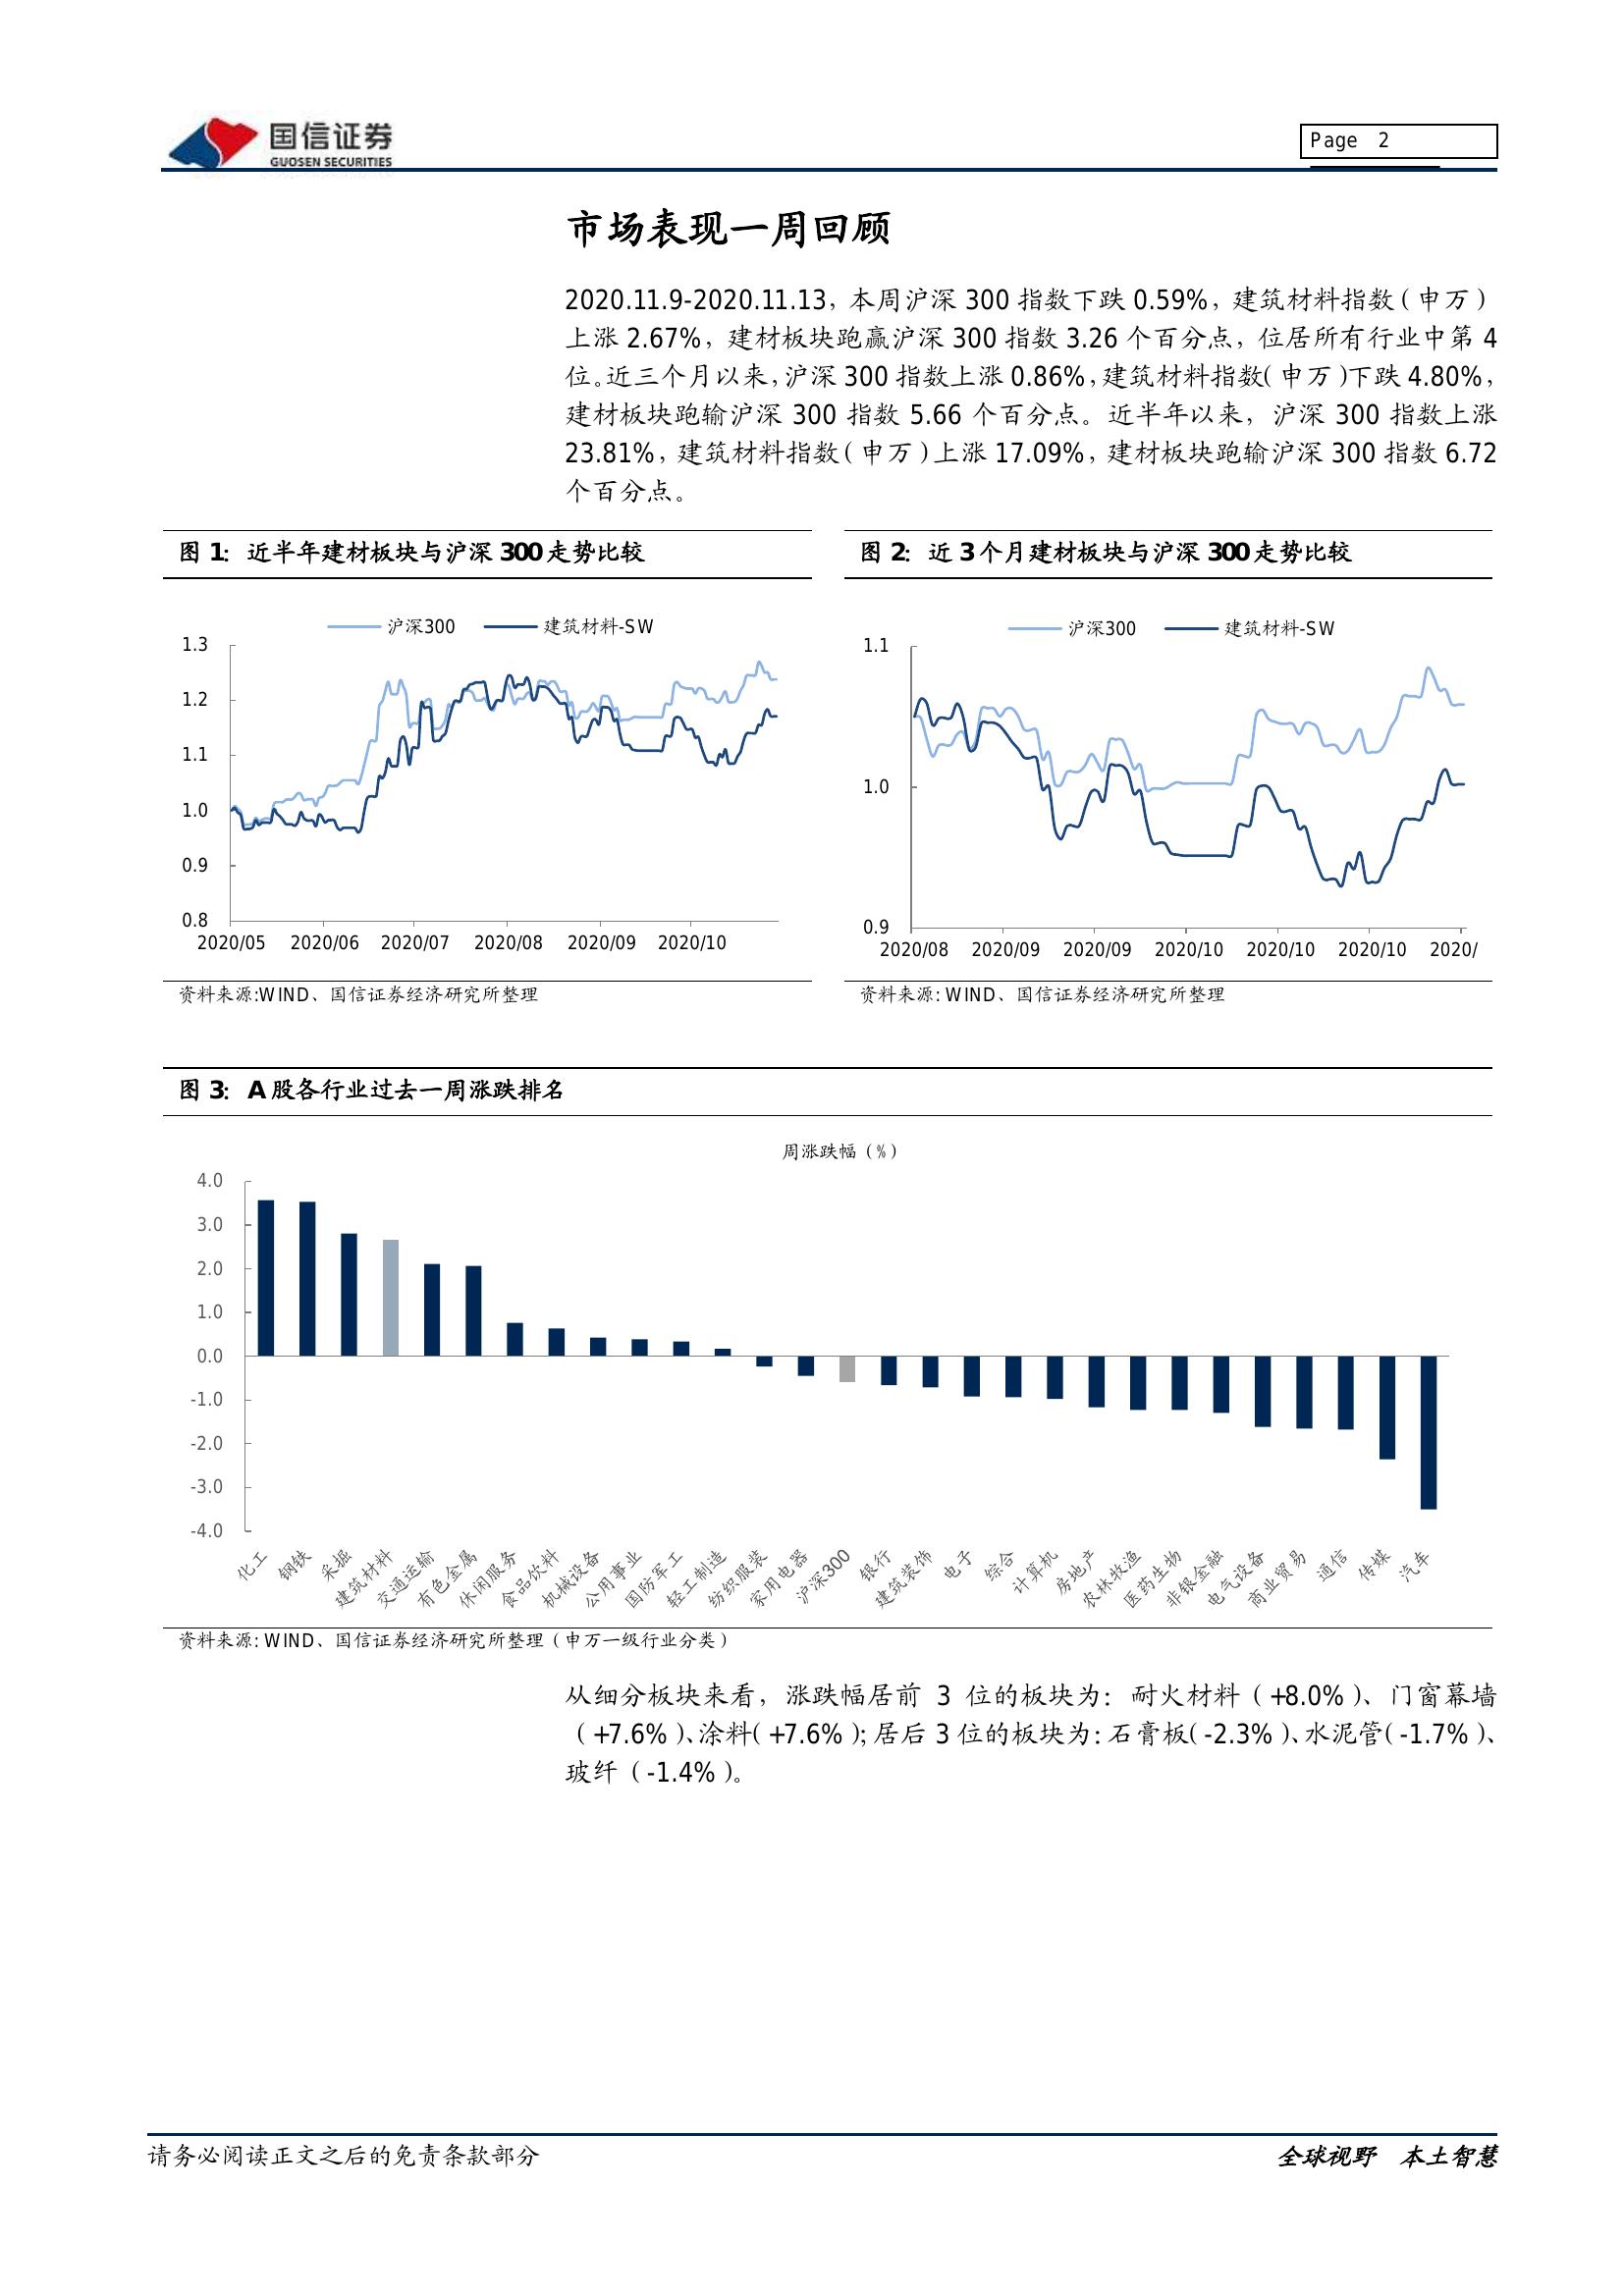 国信证券
GUOSEN SECURITIES
Page 2
市场表现一周回顾
2020.11.9-2020.11.13，本周沪深 300 指数下跌 0.59%，建筑材料指数（申万）
上涨 2.67%，建材板块跑赢沪深 300 指数 3.26 个百分点，位居所有行业中第 4
位。近三个月以来，沪深 300 指数上涨 0.86%，建筑材料指数（申万）下跌 4.80%，
建材板块跑输沪深 300 指数 5.66 个百分点。近半年以来，沪深 300 指数上涨
23.81%，建筑材料指数（申万）上涨 17.09%，建材板块跑输沪深 300 指数 6.72
个百分点。
图 1：近半年建材板块与沪深 300 走势比较
沪深300 建筑材料-SW
1.3
1.2
1.1
1.0
0.9
0.8
2020/05 2020/06 2020/07 2020/08 2020/09 2020/10
资料来源:WIND、国信证券经济研究所整理
图 2：近 3 个月建材板块与沪深 300 走势比较
沪深300 建筑材料-SW
1.1
1.0
0.9
2020/08 2020/09 2020/09 2020/10 2020/10 2020/10 2020/
资料来源: WIND、国信证券经济研究所整理
图 3：A 股各行业过去一周涨跌排名
周涨跌幅（%）
4.0
3.0
2.0
1.0
0.0
-1.0
-2.0
-3.0
-4.0
化工 钢铁 采掘 建筑材料 交通运输 有色金属 休闲服务 食品饮料 机械设备 公用事业 国防军工 轻工制造 纺织服装 家用电器 沪深300 银行 建筑装饰 电子 综合 计算机 房地产 农林牧渔 医药生物 非银金融 电气设备 商业贸易 通信 传媒 汽车
资料来源: WIND、国信证券经济研究所整理（申万一级行业分类）
从细分板块来看，涨跌幅居前 3 位的板块为：耐火材料（+8.0%）、门窗幕墙
（+7.6%）、涂料（+7.6%）；居后 3 位的板块为：石膏板（-2.3%）、水泥管（-1.7%）、
玻纤（-1.4%）。
请务必阅读正文之后的免责条款部分
全球视野 本土智慧